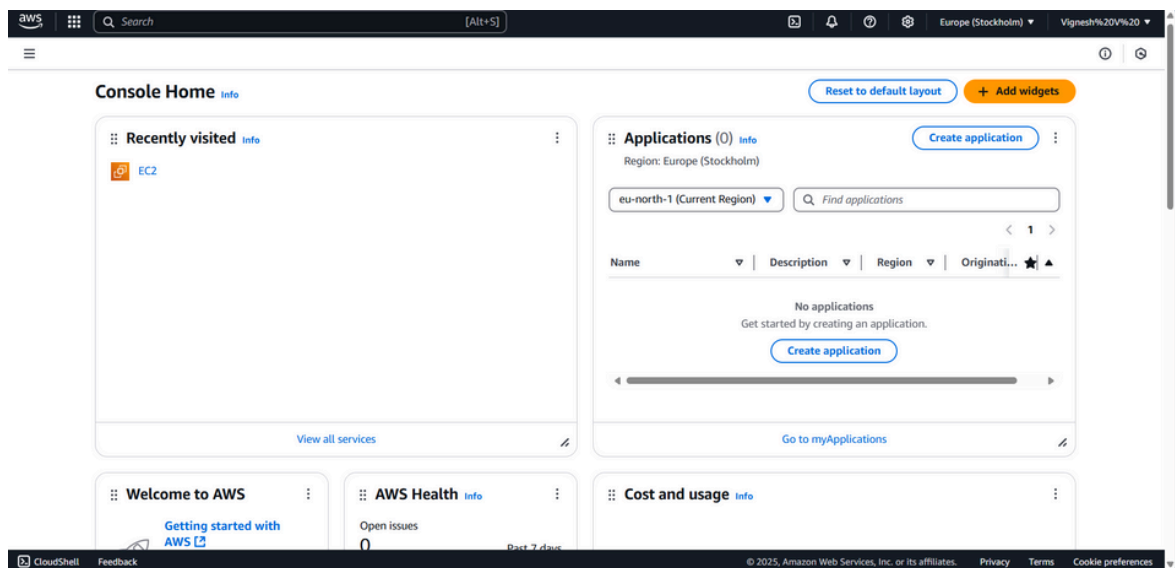 aws Search [Alt+S] Europe (Stockholm) Vignesh%20V%20
Console Home Info Reset to default layout + Add widgets
Recently visited Info
EC2
View all services
Applications (0) Info Create application
Region: Europe (Stockholm)
eu-north-1 (Current Region) Find applications
1
Name Description Region Originati...
No applications
Get started by creating an application.
Create application
Go to myApplications
Welcome to AWS
Getting started with
AWS
AWS Health Info
Open issues
0 Past 7 days
Cost and usage Info
CloudShell Feedback © 2025, Amazon Web Services, Inc. or its affiliates. Privacy Terms Cookie preferences